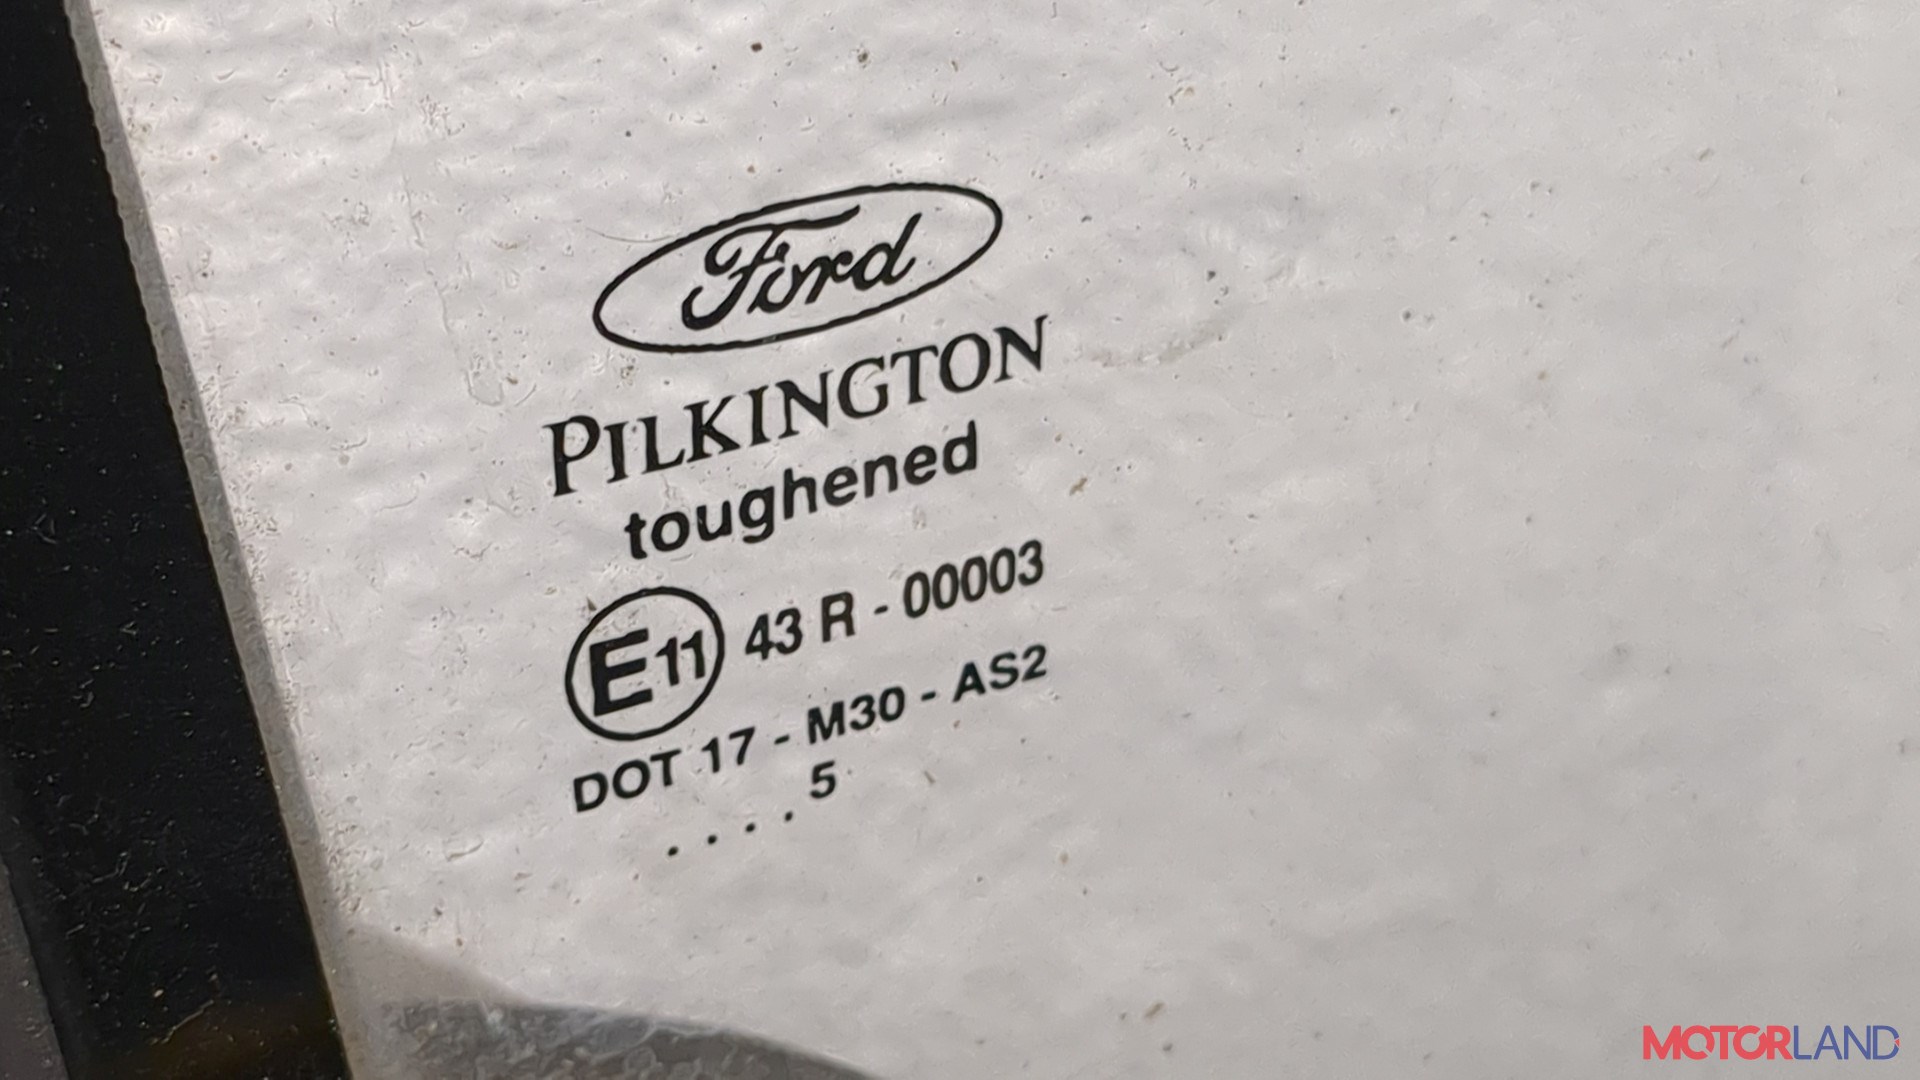 Ford
PILKINGTON
toughened
E11 43 R - 00003
DOT 17 - M30 - AS2
. . . . 5
MOTORLAND